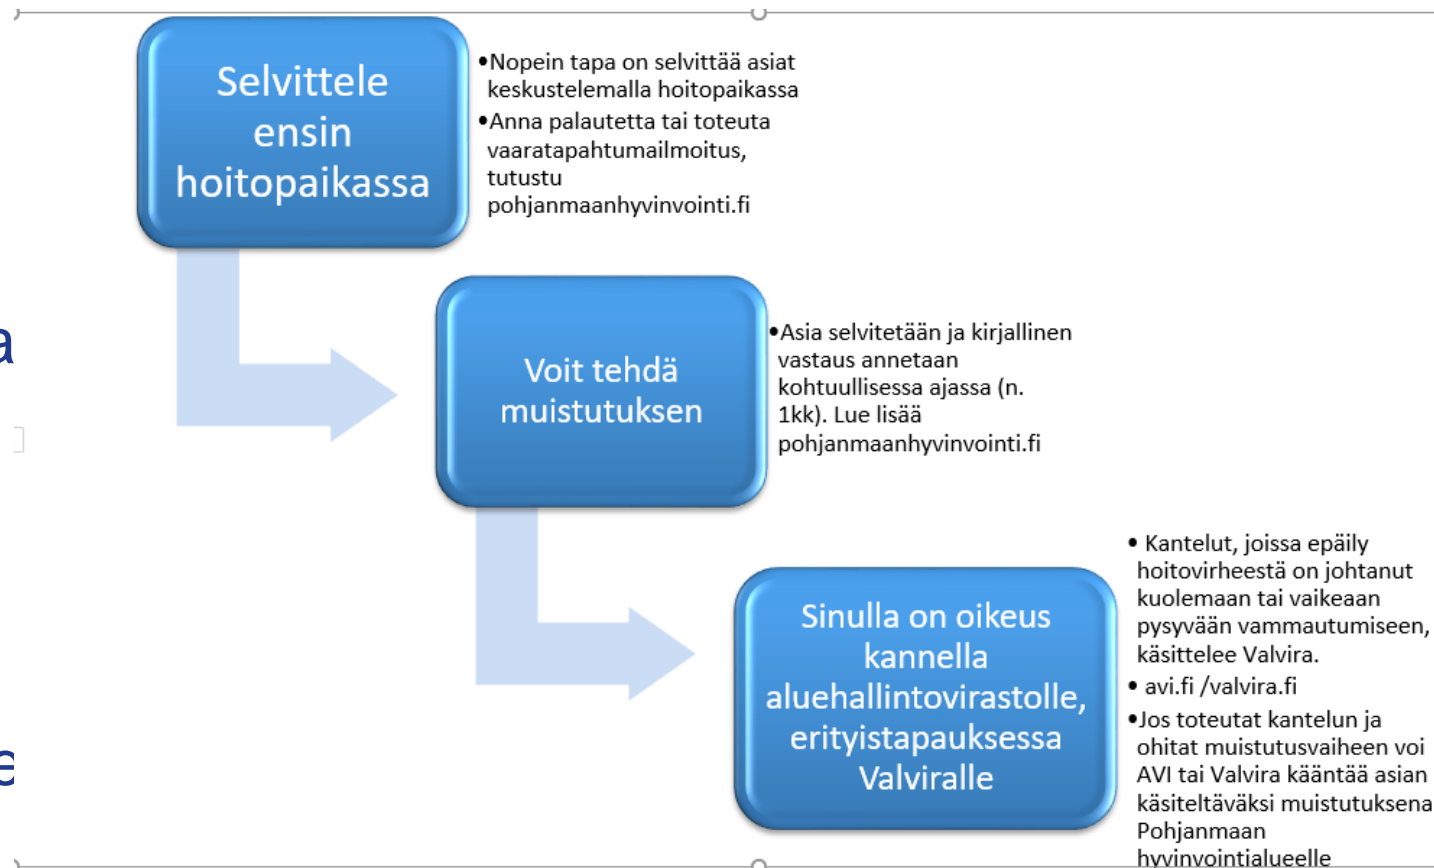 Selvittele
ensin
hoitopaikassa
•Nopein tapa on selvittää asiat
keskustelemalla hoitopaikassa
•Anna palautetta tai toteuta
vaaratapahtumailmoitus,
tutustu
pohjanmaanhyvinvointi.fi
a
Voit tehdä
muistutuksen
•Asia selvitetään ja kirjallinen
vastaus annetaan
kohtuullisessa ajassa (n.
1kk). Lue lisää
pohjanmaanhyvinvointi.fi
e
Sinulla on oikeus
kannella
aluehallintovirastolle,
erityistapauksessa
Valviralle
• Kantelut, joissa epäily
hoitovirheestä on johtanut
kuolemaan tai vaikeaan
pysyvään vammautumiseen,
käsittelee Valvira.
• avi.fi /valvira.fi
•Jos toteutat kantelun ja
ohitat muistutusvaiheen voi
AVI tai Valvira kääntää asian
käsiteltäväksi muistutuksena
Pohjanmaan
hyvinvointialueelle